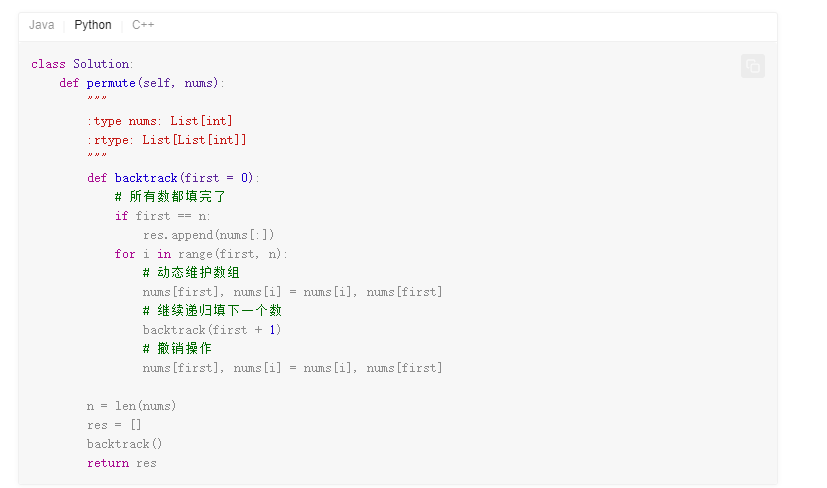 Java Python C++
class Solution:
    def permute(self, nums):
        """
        :type nums: List[int]
        :rtype: List[List[int]]
        """
        def backtrack(first = 0):
            # 所有数都填完了
            if first == n:
                res.append(nums[:])
            for i in range(first, n):
                # 动态维护数组
                nums[first], nums[i] = nums[i], nums[first]
                # 继续递归填下一个数
                backtrack(first + 1)
                # 撤销操作
                nums[first], nums[i] = nums[i], nums[first]
        n = len(nums)
        res = []
        backtrack()
        return res